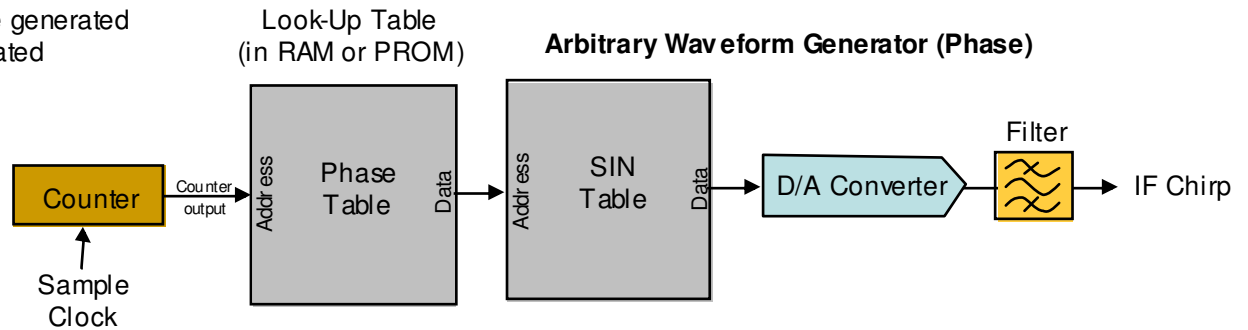 generated
Look-Up Table
(in RAM or PROM)
Arbitrary Waveform Generator (Phase)
Counter
Sample
Clock
Counter
output
Address
Phase
Table
Data
Address
SIN
Table
Data
D/A Converter
Filter
IF Chirp